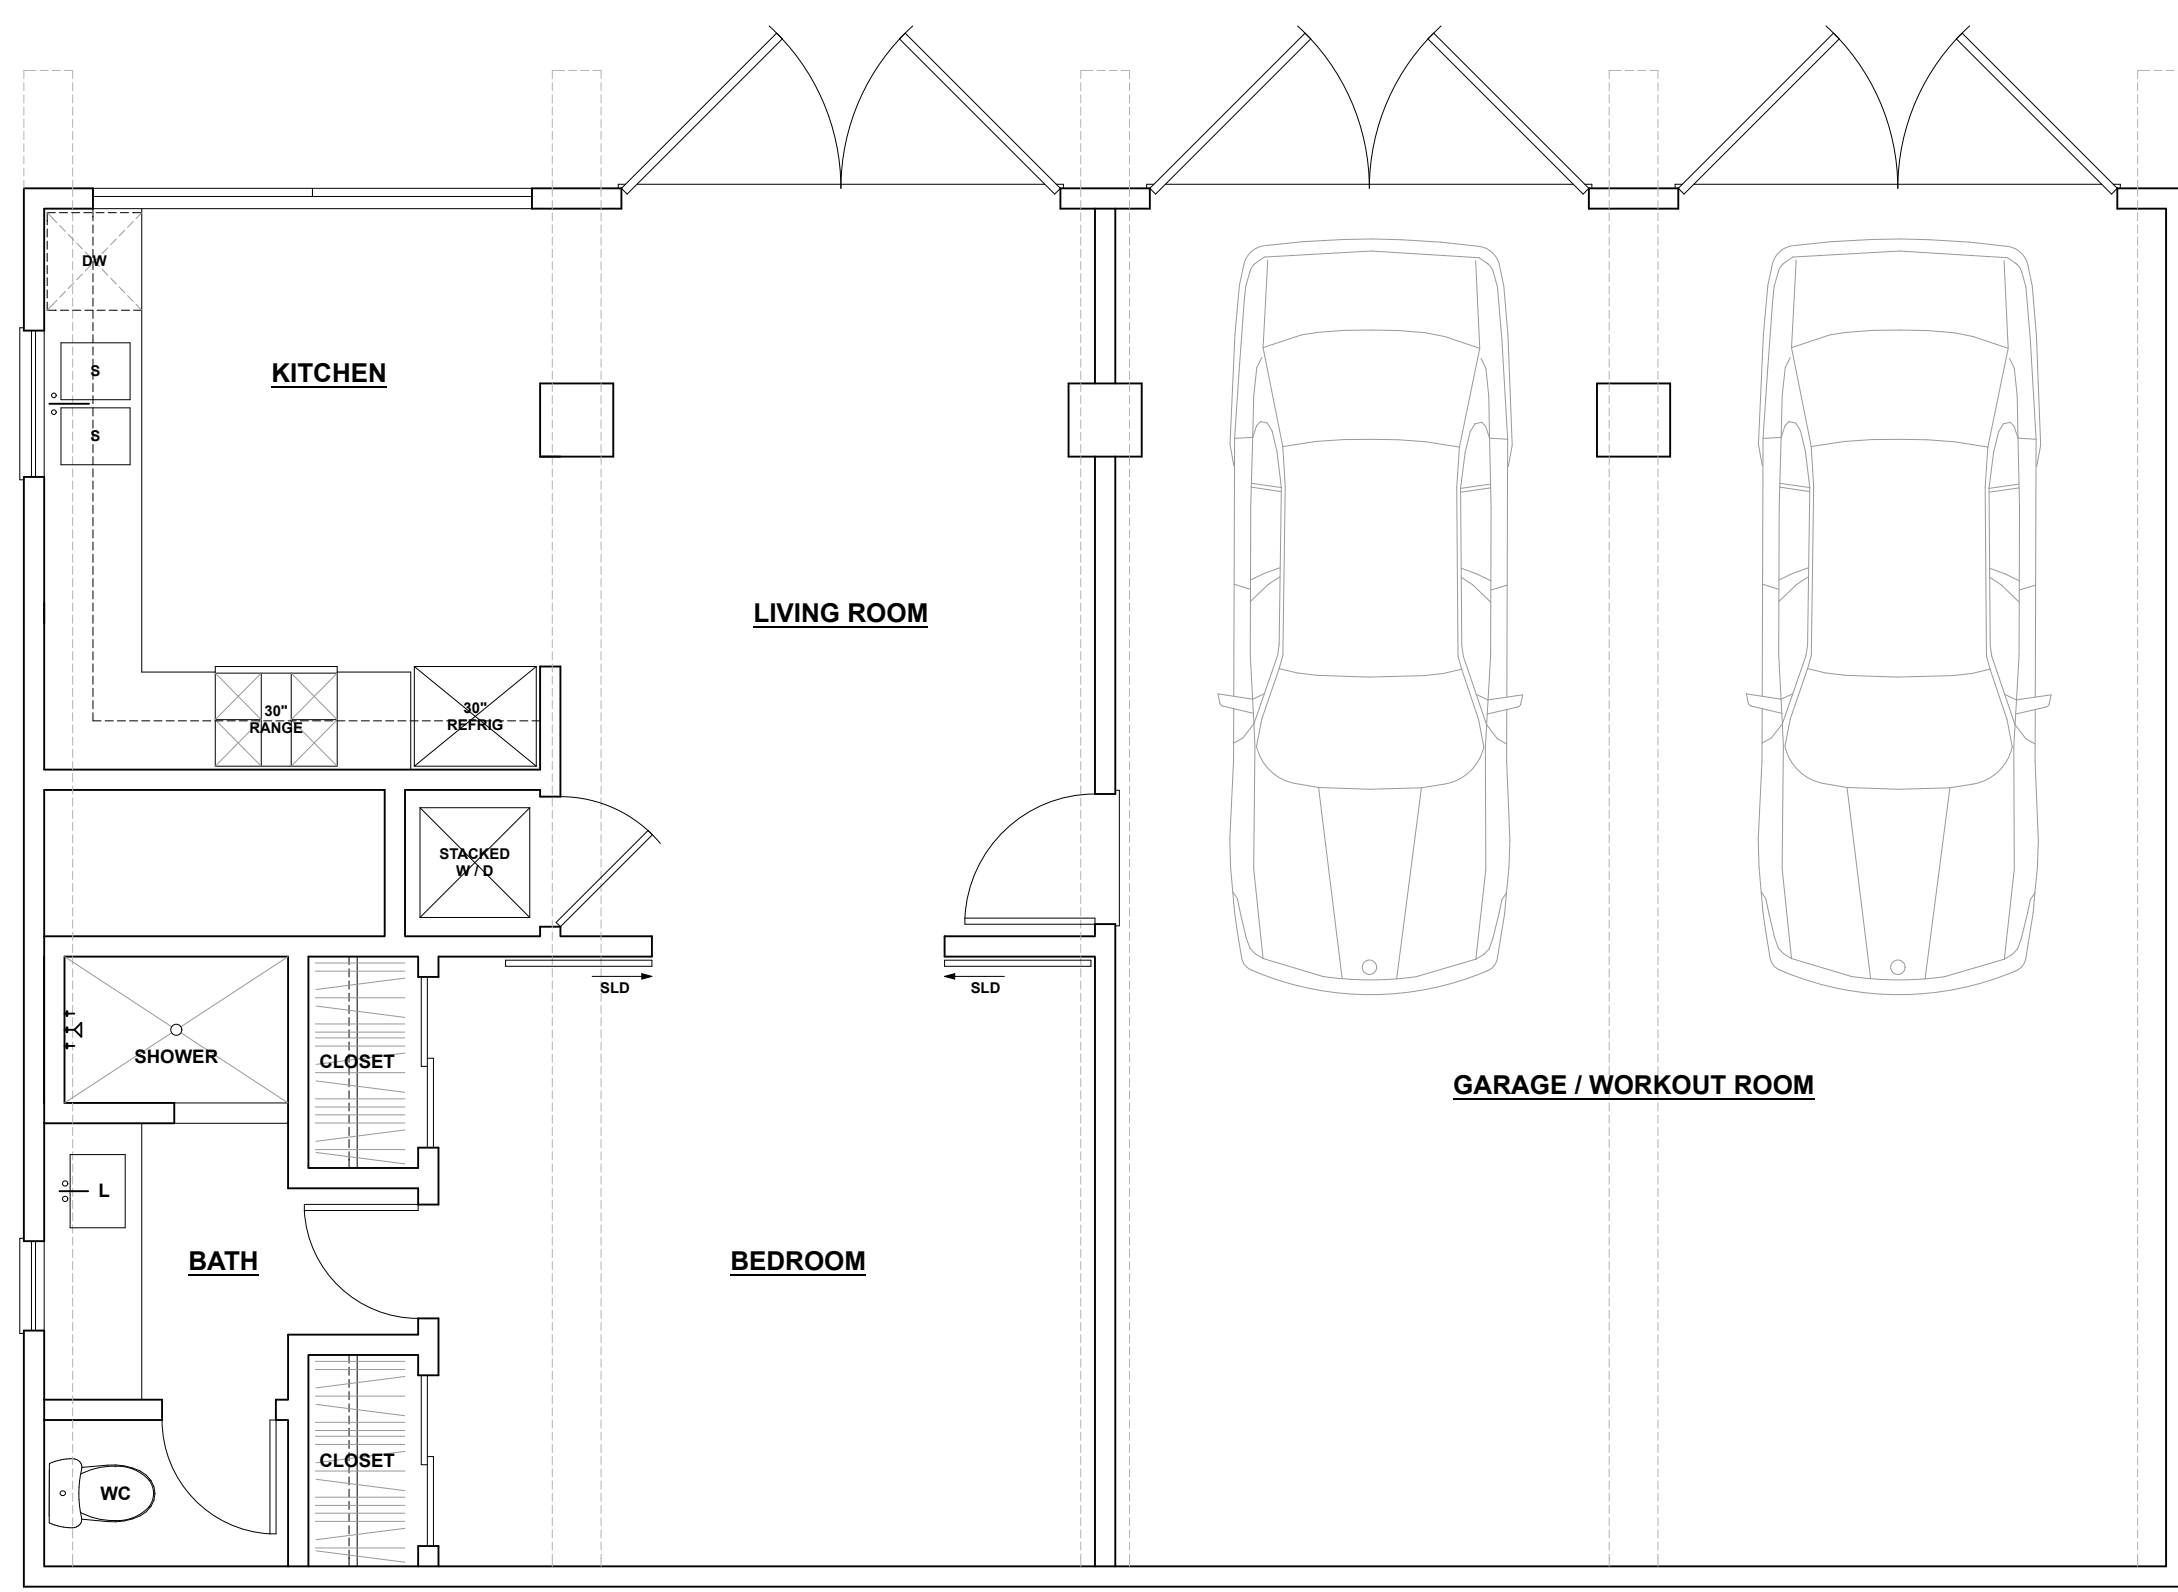 DW
S
KITCHEN
S
LIVING ROOM
30"
RANGE
30"
REFRIG
STACKED
W / D
SLD
SLD
SHOWER
CLOSET
GARAGE / WORKOUT ROOM
L
BATH
BEDROOM
CLOSET
WC